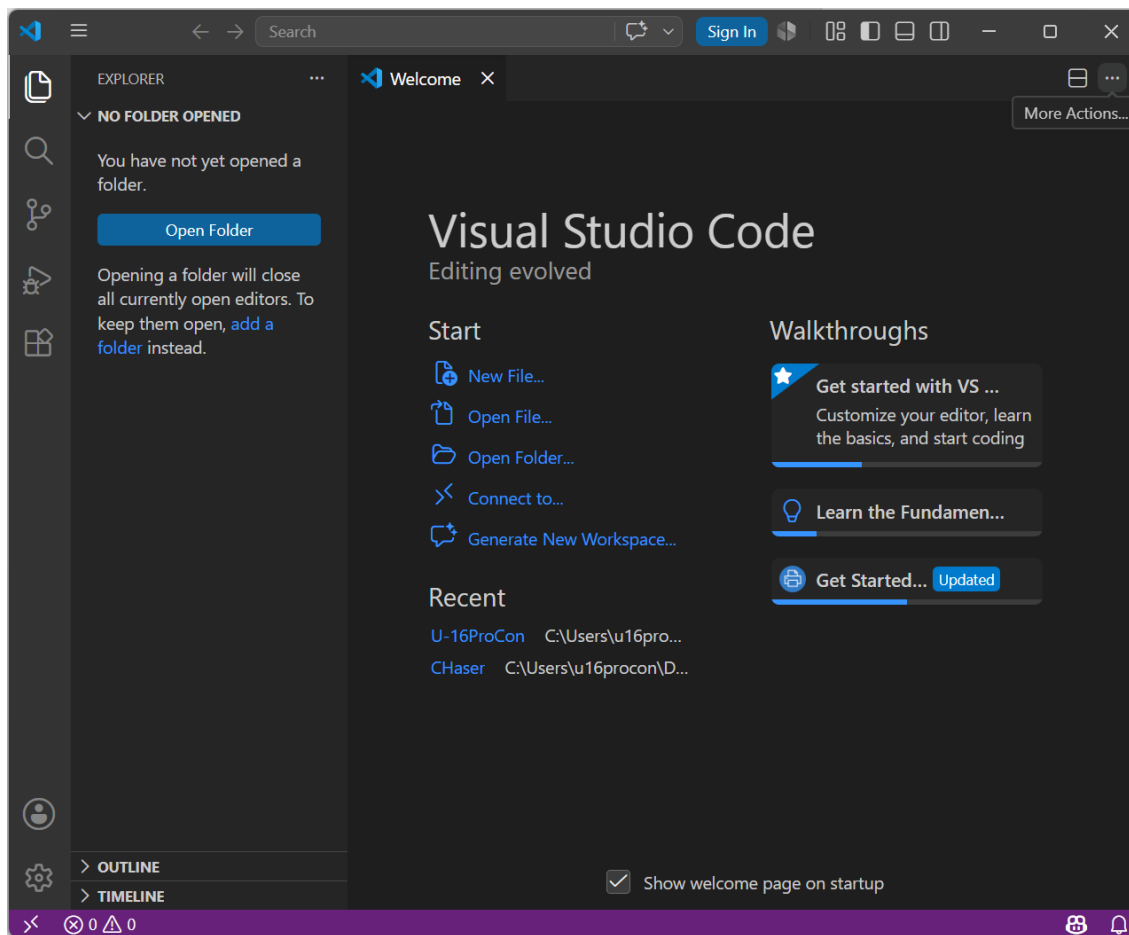 Search
Sign In
EXPLORER
Welcome
More Actions...
NO FOLDER OPENED
You have not yet opened a
folder.
Open Folder
Opening a folder will close
all currently open editors. To
keep them open, add a
folder instead.
Visual Studio Code
Editing evolved
Start
New File...
Open File...
Open Folder...
Connect to...
Generate New Workspace...
Recent
U-16ProCon C:\Users\u16pro...
CHaser C:\Users\u16procon\D...
Walkthroughs
Get started with VS ...
Customize your editor, learn
the basics, and start coding
Learn the Fundamen...
Get Started... Updated
Show welcome page on startup
OUTLINE
TIMELINE
0 0